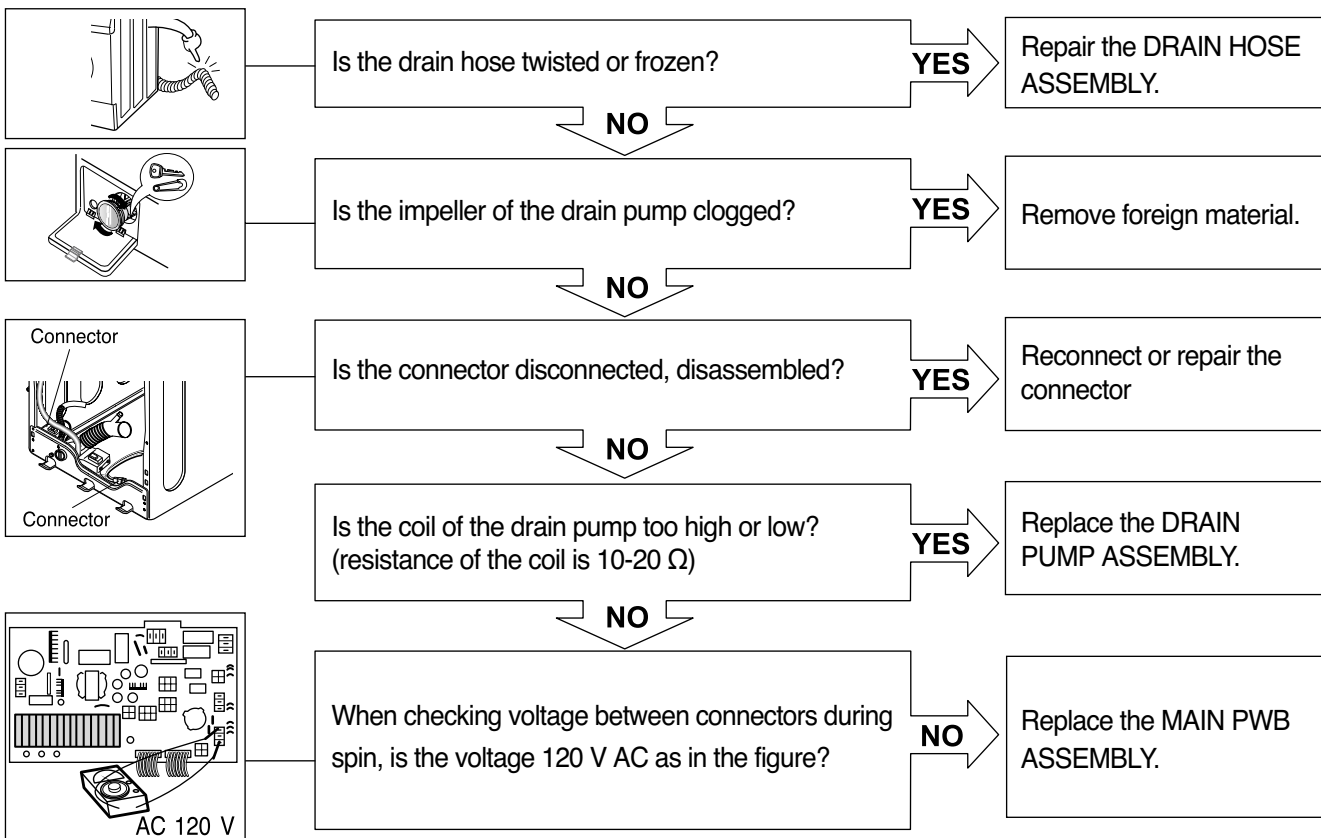 Is the drain hose twisted or frozen?
YES
Repair the DRAIN HOSE
ASSEMBLY.
NO
Is the impeller of the drain pump clogged?
YES
Remove foreign material.
NO
Connector
Connector
Is the connector disconnected, disassembled?
YES
Reconnect or repair the
connector
NO
Is the coil of the drain pump too high or low?
(resistance of the coil is 10-20 Ω)
YES
Replace the DRAIN
PUMP ASSEMBLY.
NO
AC 120 V
When checking voltage between connectors during
spin, is the voltage 120 V AC as in the figure?
NO
Replace the MAIN PWB
ASSEMBLY.